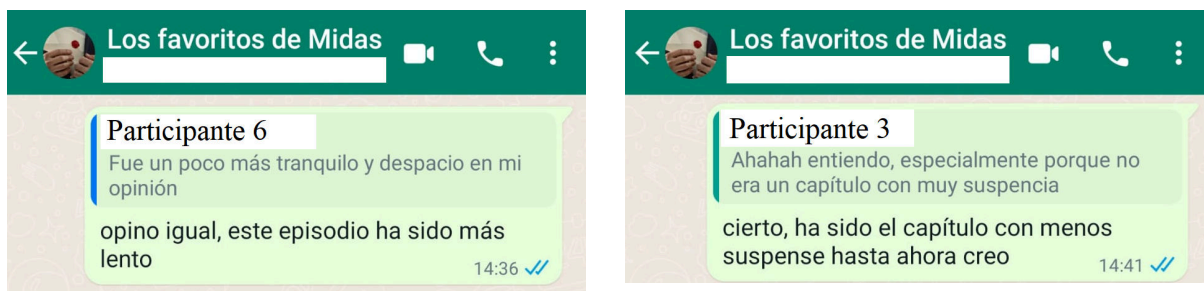 Los favoritos de Midas
Participante 6
Fue un poco más tranquilo y despacio en mi
opinión
opino igual, este episodio ha sido más
lento
14:36
Los favoritos de Midas
Participante 3
Ahahah entiendo, especialmente porque no
era un capítulo con muy suspencia
cierto, ha sido el capítulo con menos
suspense hasta ahora creo
14:41